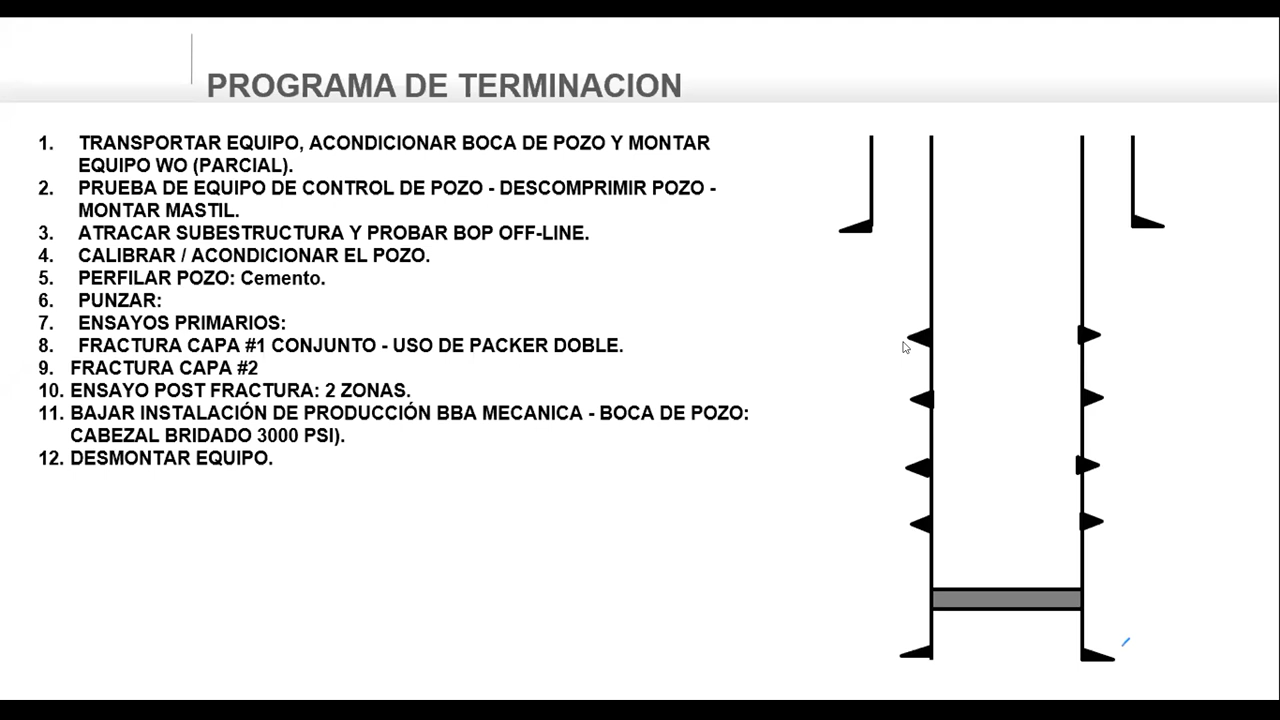 PROGRAMA DE TERMINACION
1. TRANSPORTAR EQUIPO, ACONDICIONAR BOCA DE POZO Y MONTAR
EQUIPO WO (PARCIAL).
2. PRUEBA DE EQUIPO DE CONTROL DE POZO - DESCOMPRIMIR POZO -
MONTAR MASTIL.
3. ATRACAR SUBESTRUCTURA Y PROBAR BOP OFF-LINE.
4. CALIBRAR / ACONDICIONAR EL POZO.
5. PERFILAR POZO: Cemento.
6. PUNZAR:
7. ENSAYOS PRIMARIOS:
8. FRACTURA CAPA #1 CONJUNTO - USO DE PACKER DOBLE.
9. FRACTURA CAPA #2
10. ENSAYO POST FRACTURA: 2 ZONAS.
11. BAJAR INSTALACIÓN DE PRODUCCIÓN BBA MECANICA - BOCA DE POZO:
CABEZAL BRIDADO 3000 PSI).
12. DESMONTAR EQUIPO.